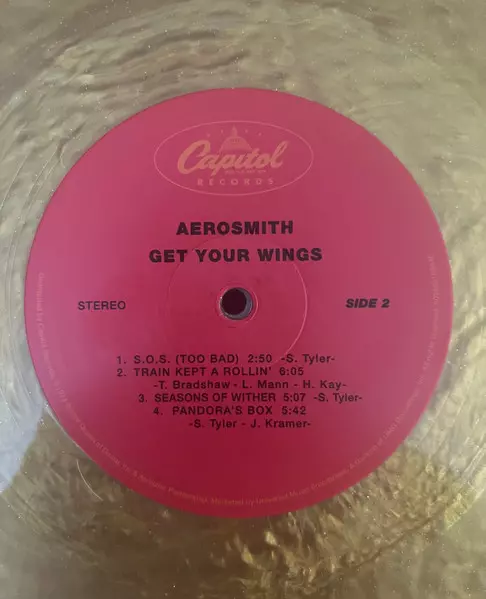 Capitol
RECORDS
AEROSMITH
GET YOUR WINGS
STEREO
SIDE 2
1. S.O.S. (TOO BAD) 2:50 -S. Tyler-
2. TRAIN KEPT A ROLLIN' 6:05
-T. Bradshaw - L. Mann - H. Kay-
3. SEASONS OF WITHER 5:07 -S. Tyler-
4. PANDORA'S BOX 5:42
-S. Tyler - J. Kramer-